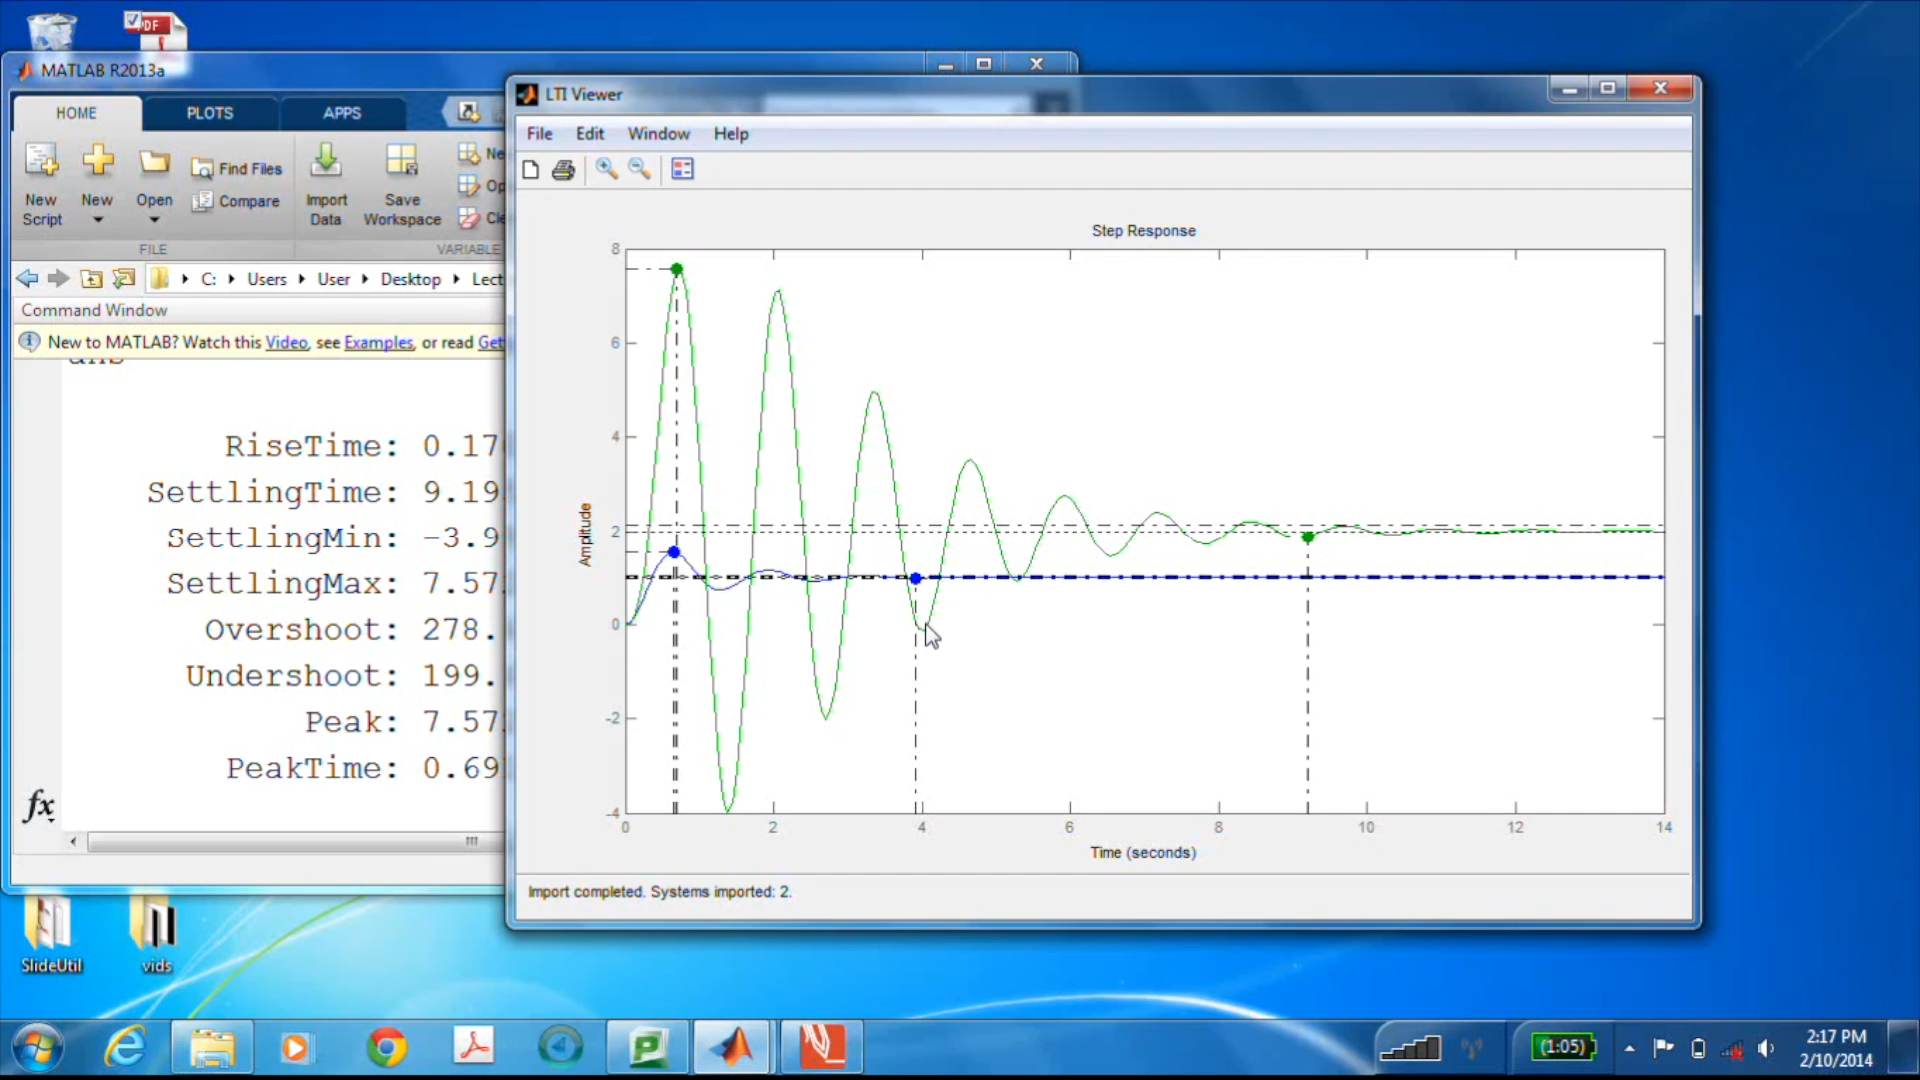 PDF
MATLAB R2013a
HOME PLOTS APPS
New Script
New
Open
Find Files
Compare
Import Data
Save Workspace
FILE
VARIABLE
C: Users User Desktop Lect
Command Window
New to MATLAB? Watch this Video, see Examples, or read Get
ans
RiseTime: 0.170
SettlingTime: 9.19
SettlingMin: -3.9
SettlingMax: 7.57
Overshoot: 278.
Undershoot: 199.
Peak: 7.57
PeakTime: 0.69
fx
LTI Viewer
File Edit Window Help
Step Response
8
6
4
2
0
-2
-4
Amplitude
0 2 4 6 8 10 12 14
Time (seconds)
Import completed. Systems imported: 2.
SlideUtil
vids
(1:05)
2:17 PM
2/10/2014